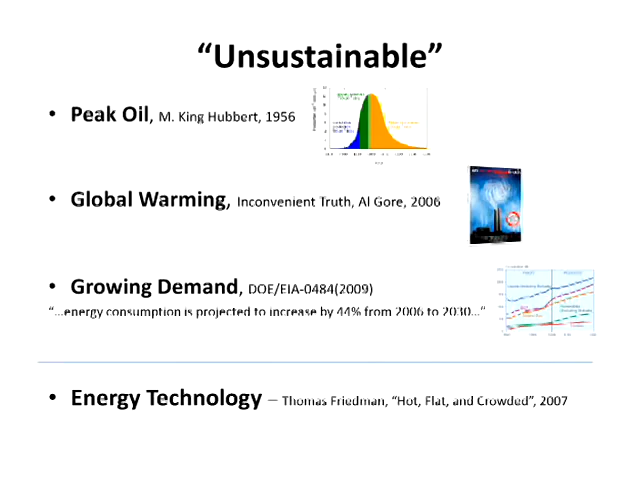 “Unsustainable”
• Peak Oil, M. King Hubbert, 1956
• Global Warming, Inconvenient Truth, Al Gore, 2006
• Growing Demand, DOE/EIA-0484(2009)
“...energy consumption is projected to increase by 44% from 2006 to 2030...”
• Energy Technology – Thomas Friedman, “Hot, Flat, and Crowded”, 2007